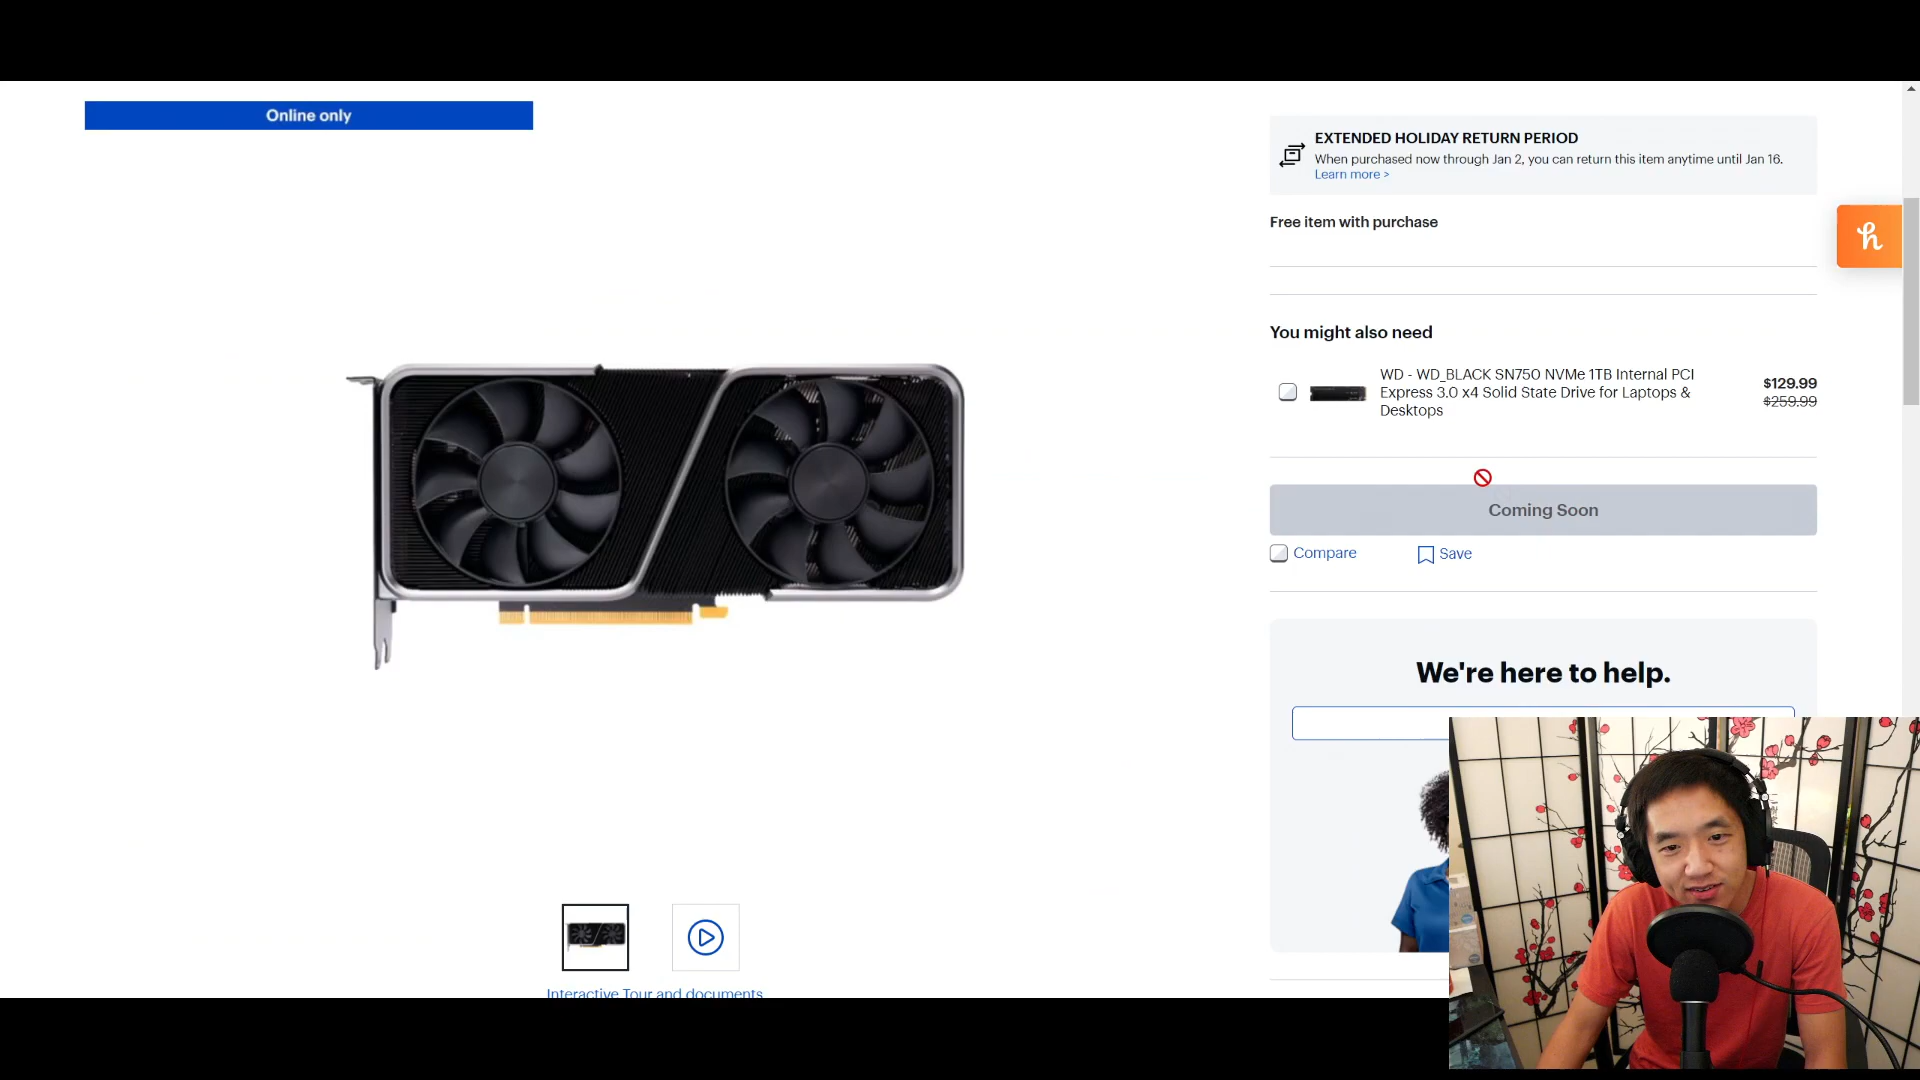 Online only
EXTENDED HOLIDAY RETURN PERIOD
When purchased now through Jan 2, you can return this item anytime until Jan 16.
Learn more >
Free item with purchase
h
You might also need
WD - WD_BLACK SN750 NVMe 1TB Internal PCI
Express 3.0 x4 Solid State Drive for Laptops &
Desktops
$129.99
$259.99
Coming Soon
Compare
Save
We're here to help.
Interactive Tour and documents